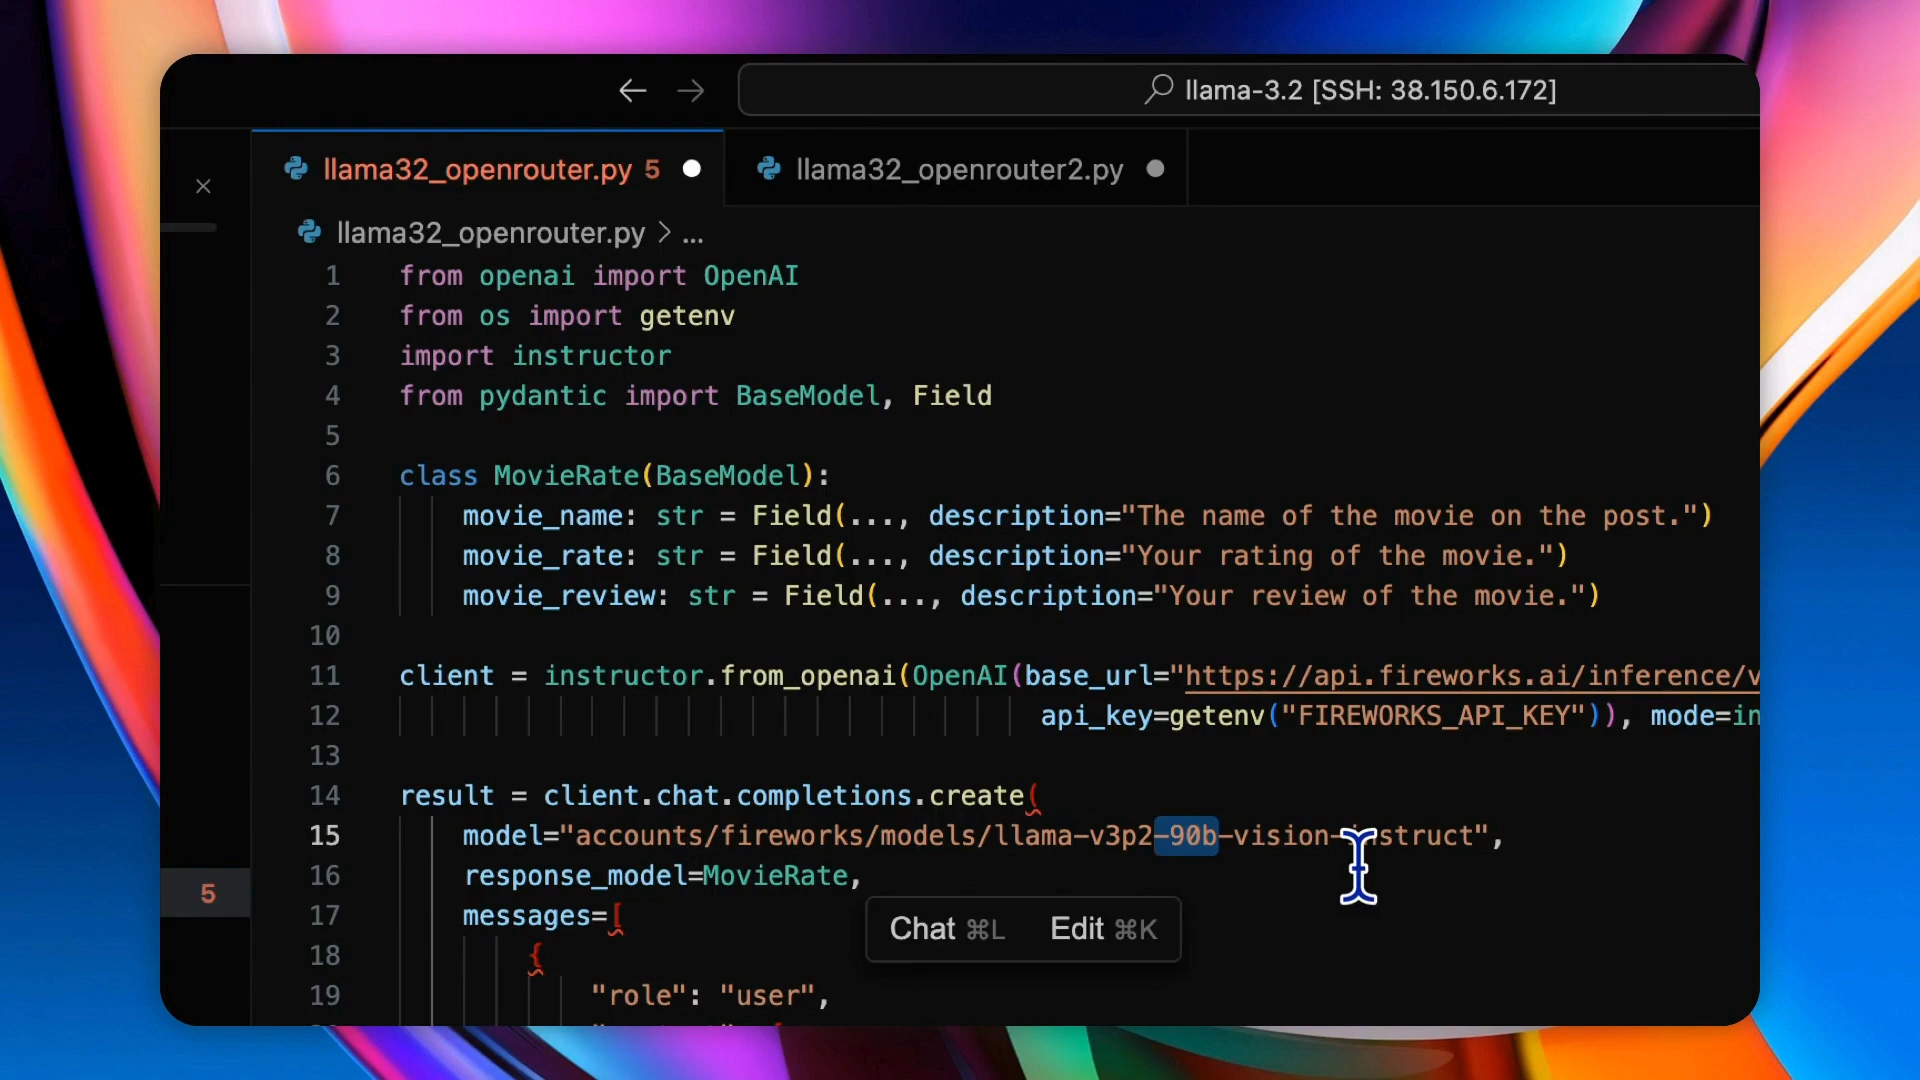 llama-3.2 [SSH: 38.150.6.172]
llama32_openrouter.py 5
llama32_openrouter2.py
llama32_openrouter.py > ...
1 from openai import OpenAI
2 from os import getenv
3 import instructor
4 from pydantic import BaseModel, Field
5
6 class MovieRate(BaseModel):
7 movie_name: str = Field(..., description="The name of the movie on the post.")
8 movie_rate: str = Field(..., description="Your rating of the movie.")
9 movie_review: str = Field(..., description="Your review of the movie.")
10
11 client = instructor.from_openai(OpenAI(base_url="https://api.fireworks.ai/inference/v
12 api_key=getenv("FIREWORKS_API_KEY")), mode=in
13
14 result = client.chat.completions.create(
15 model="accounts/fireworks/models/llama-v3p2-90b-vision-instruct",
16 response_model=MovieRate,
17 messages=[
Chat ⌘L Edit ⌘K
18 {
19 "role": "user",
5